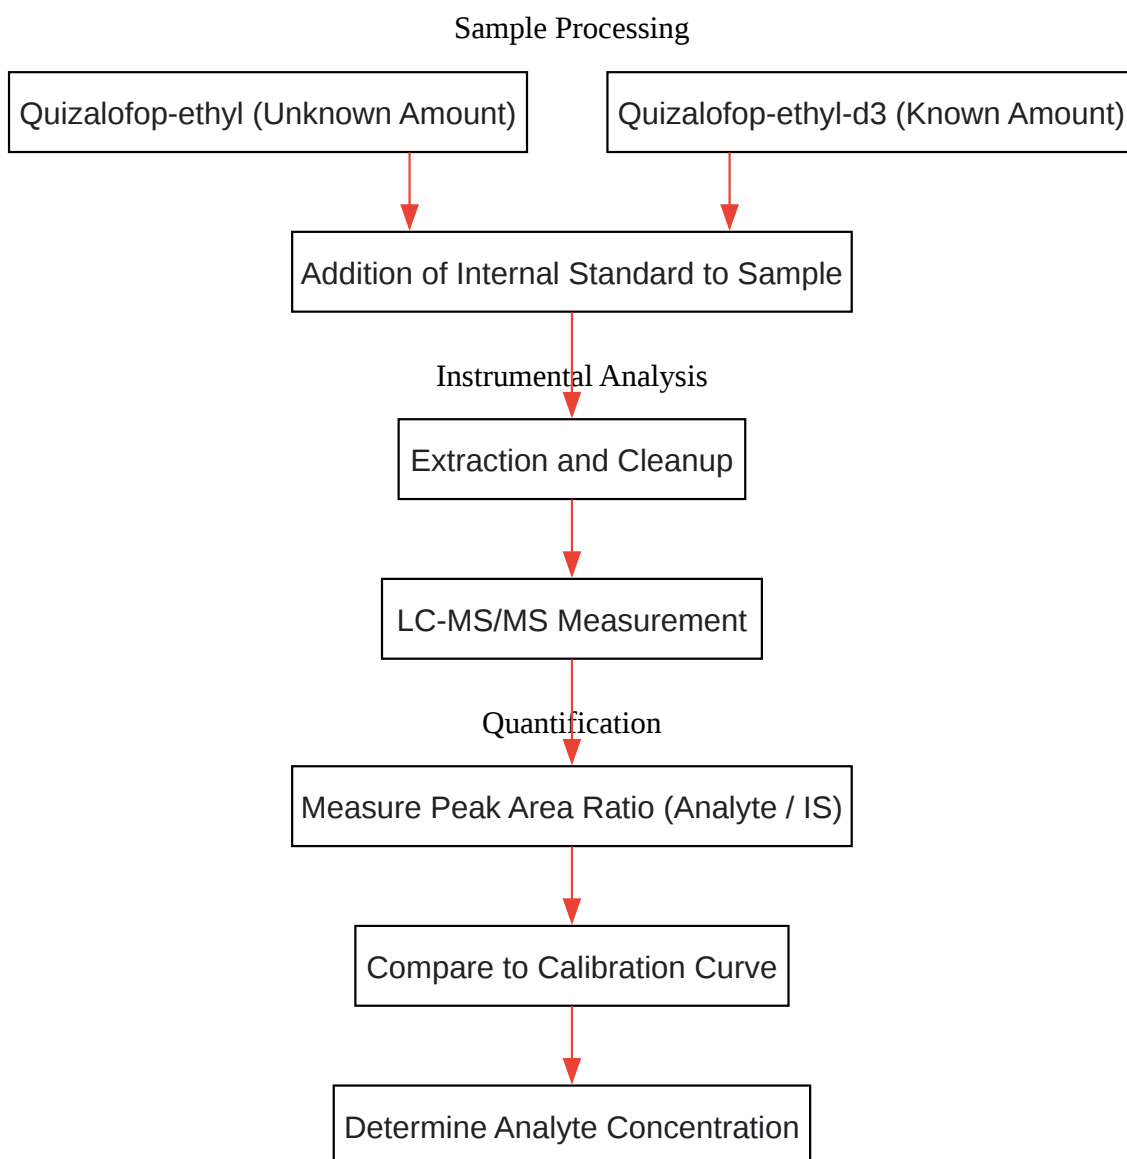 Sample Processing
Quizalofop-ethyl (Unknown Amount)
Quizalofop-ethyl-d3 (Known Amount)
Addition of Internal Standard to Sample
Instrumental Analysis
Extraction and Cleanup
LC-MS/MS Measurement
Quantification
Measure Peak Area Ratio (Analyte / IS)
Compare to Calibration Curve
Determine Analyte Concentration